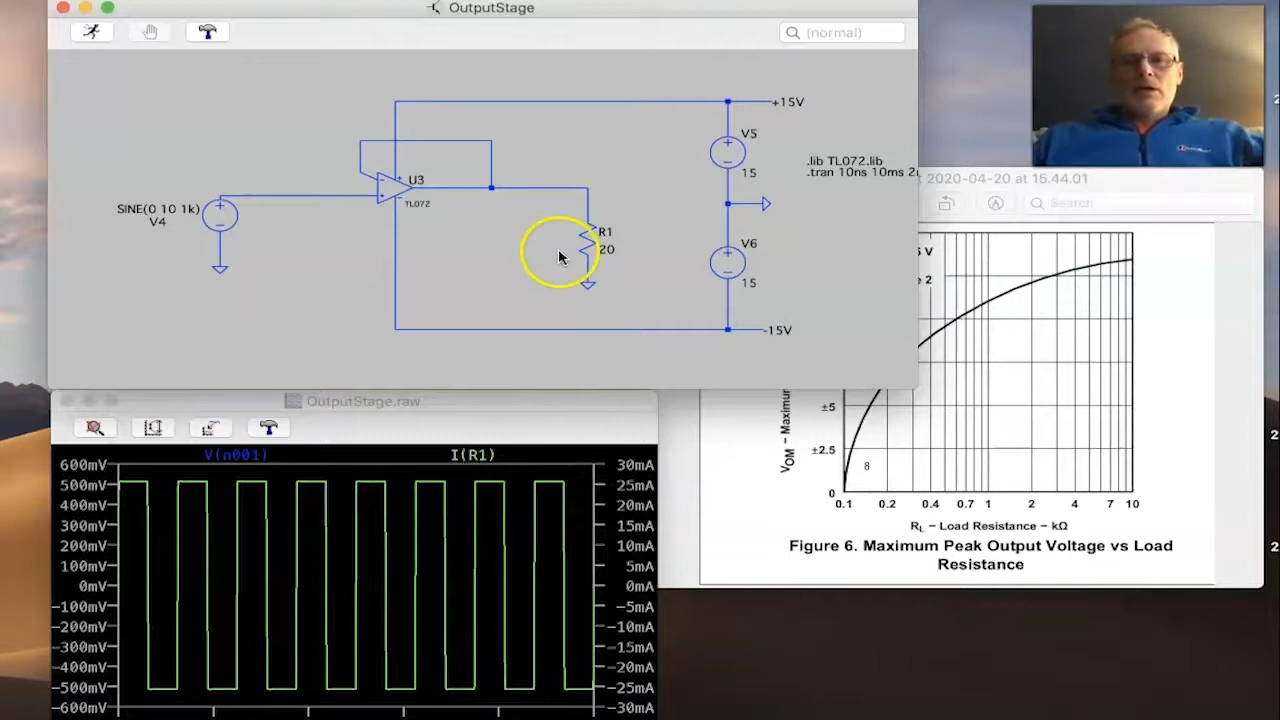 OutputStage
(normal)
+15V
V5
15
.lib TL072.lib
.tran 10ns 10ms
U3
TL072
SINE(0 10 1k)
V4
R1
20
V6
15
-15V
2020-04-20 at 15.44.01
Search
OutputStage.raw
V(n001) I(R1)
600mV 30mA
500mV 25mA
400mV 20mA
300mV 15mA
200mV 10mA
100mV 5mA
0mV 0mA
-100mV -5mA
-200mV -10mA
-300mV -15mA
-400mV -20mA
-500mV -25mA
-600mV -30mA
V
2
VOM – Maximum
±5
±2.5
8
0
0.1 0.2 0.4 0.7 1 2 4 7 10
RL – Load Resistance – kΩ
Figure 6. Maximum Peak Output Voltage vs Load
Resistance